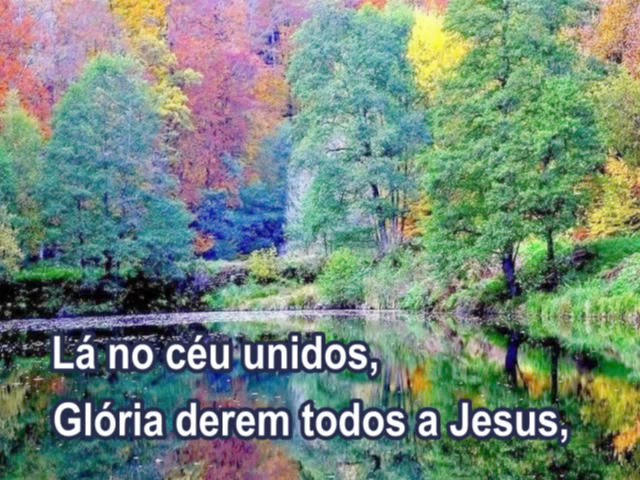 Lá no céu unidos,
Glória derem todos a Jesus,